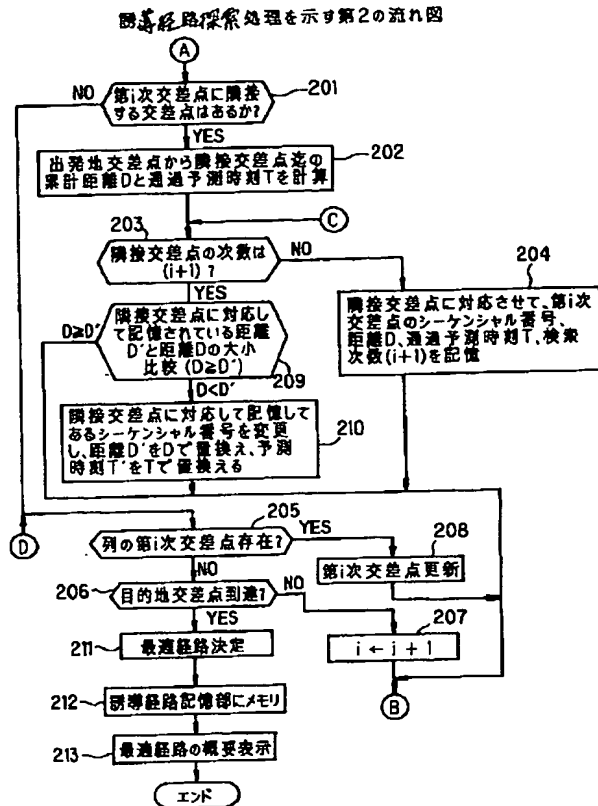 誘導経路探索処理を示す第2の流れ図
A
NO
第i次交差点に隣接
する交差点はあるか?
201
YES
出発地交差点から隣接交差点迄の
累計距離Dと通過予測時刻Tを計算
202
C
203
隣接交差点の次数は
(i+1) ?
NO
YES
204
隣接交差点に対応させて、第i次
交差点のシーケンシャル番号、
距離D、通過予測時刻T、検索
次数(i+1)を記憶
D≧D'
隣接交差点に対応し
て記憶されている距離
D'と距離Dの大小
比較(D≧D')
209
D<D'
隣接交差点に対応して記憶して
あるシーケンシャル番号を変更
し、距離D'をDで置換え、予測
時刻T'をTで置換える
210
D
205
列の第i次交差点存在?
YES
208
第i次交差点更新
NO
206
目的地交差点到達?
NO
207
i ← i + 1
YES
B
211
最適経路決定
212
誘導経路記憶部にメモリ
213
最適経路の概要表示
エンド